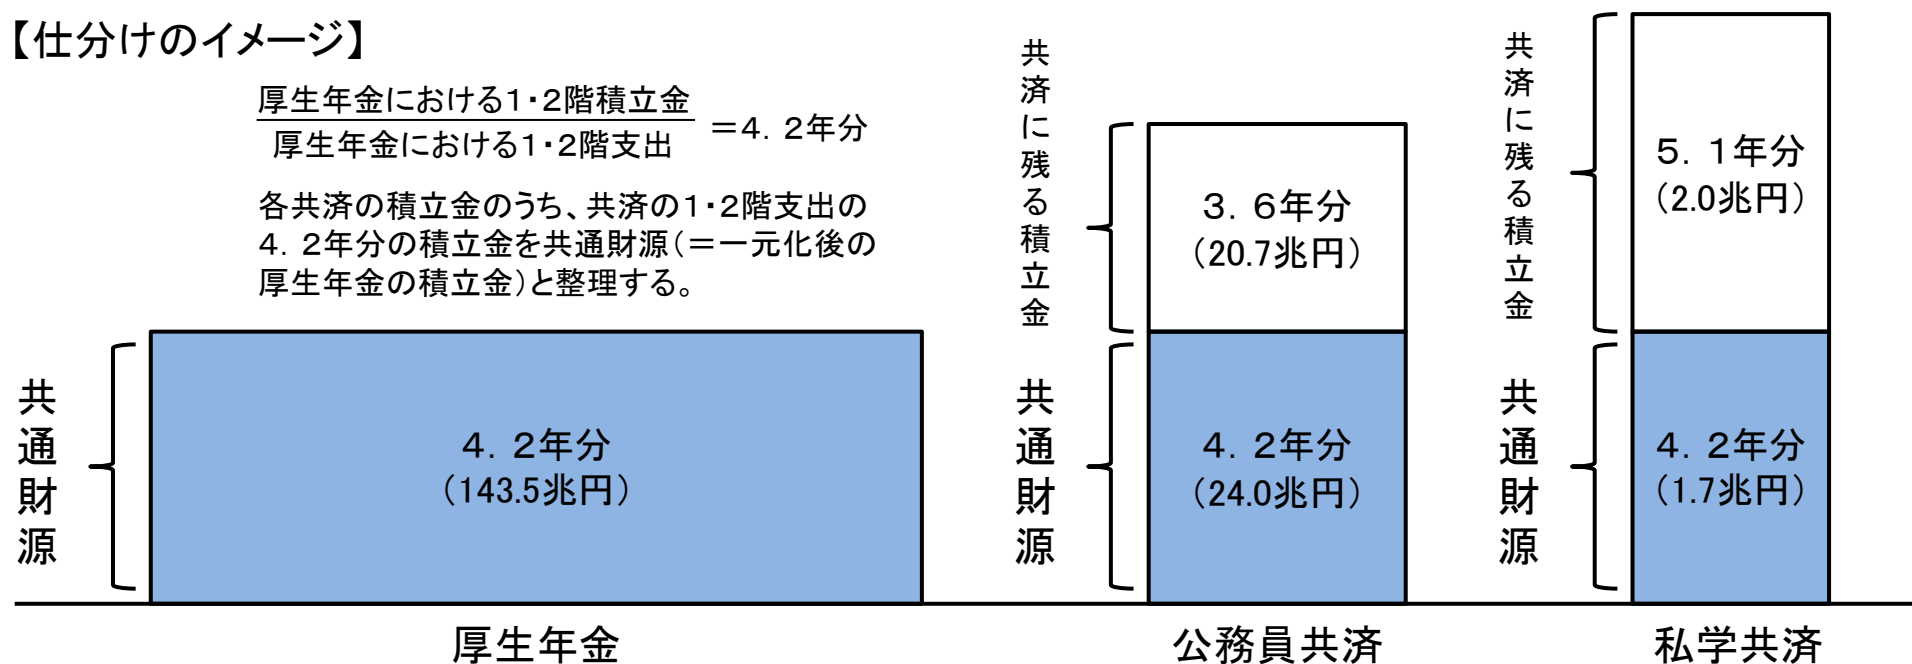 【仕分けのイメージ】
厚生年金における1・2階積立金
厚生年金における1・2階支出
＝４．２年分
各共済の積立金のうち、共済の1・2階支出の
４．２年分の積立金を共通財源（＝一元化後の
厚生年金の積立金）と整理する。
共通財源
４．２年分
（143.5兆円）
厚生年金
共済に残る積立金
３．６年分
（20.7兆円）
共通財源
４．２年分
（24.0兆円）
公務員共済
共済に残る積立金
５．１年分
（2.0兆円）
共通財源
４．２年分
（1.7兆円）
私学共済